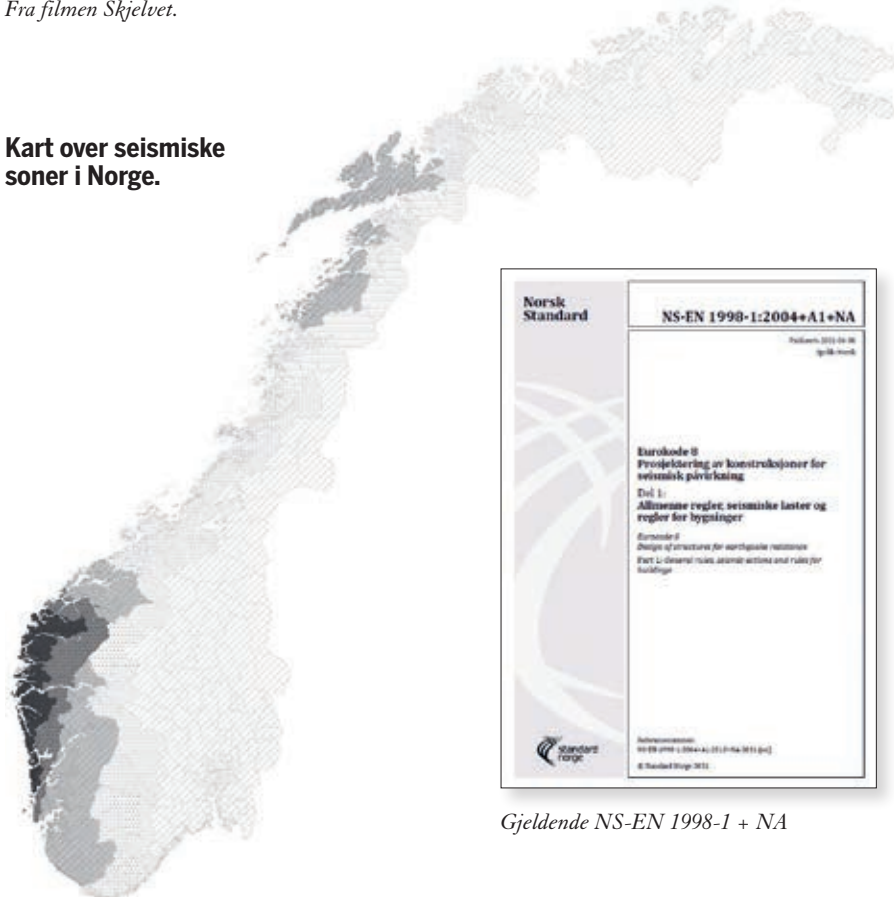 Fra filmen Skjelvet.
Kart over seismiske
soner i Norge.
Norsk
Standard
NS-EN 1998-1:2004+A1+NA
Eurokode 8
Prosjektering av konstruksjoner for
seismisk påvirkning
Del 1:
Allmenne regler, seismiske laster og
regler for bygninger
Eurocode 8
Design of structures for earthquake resistance
Part 1: General rules, seismic actions and rules for
buildings
standard
norge
Gjeldende NS-EN 1998-1 + NA